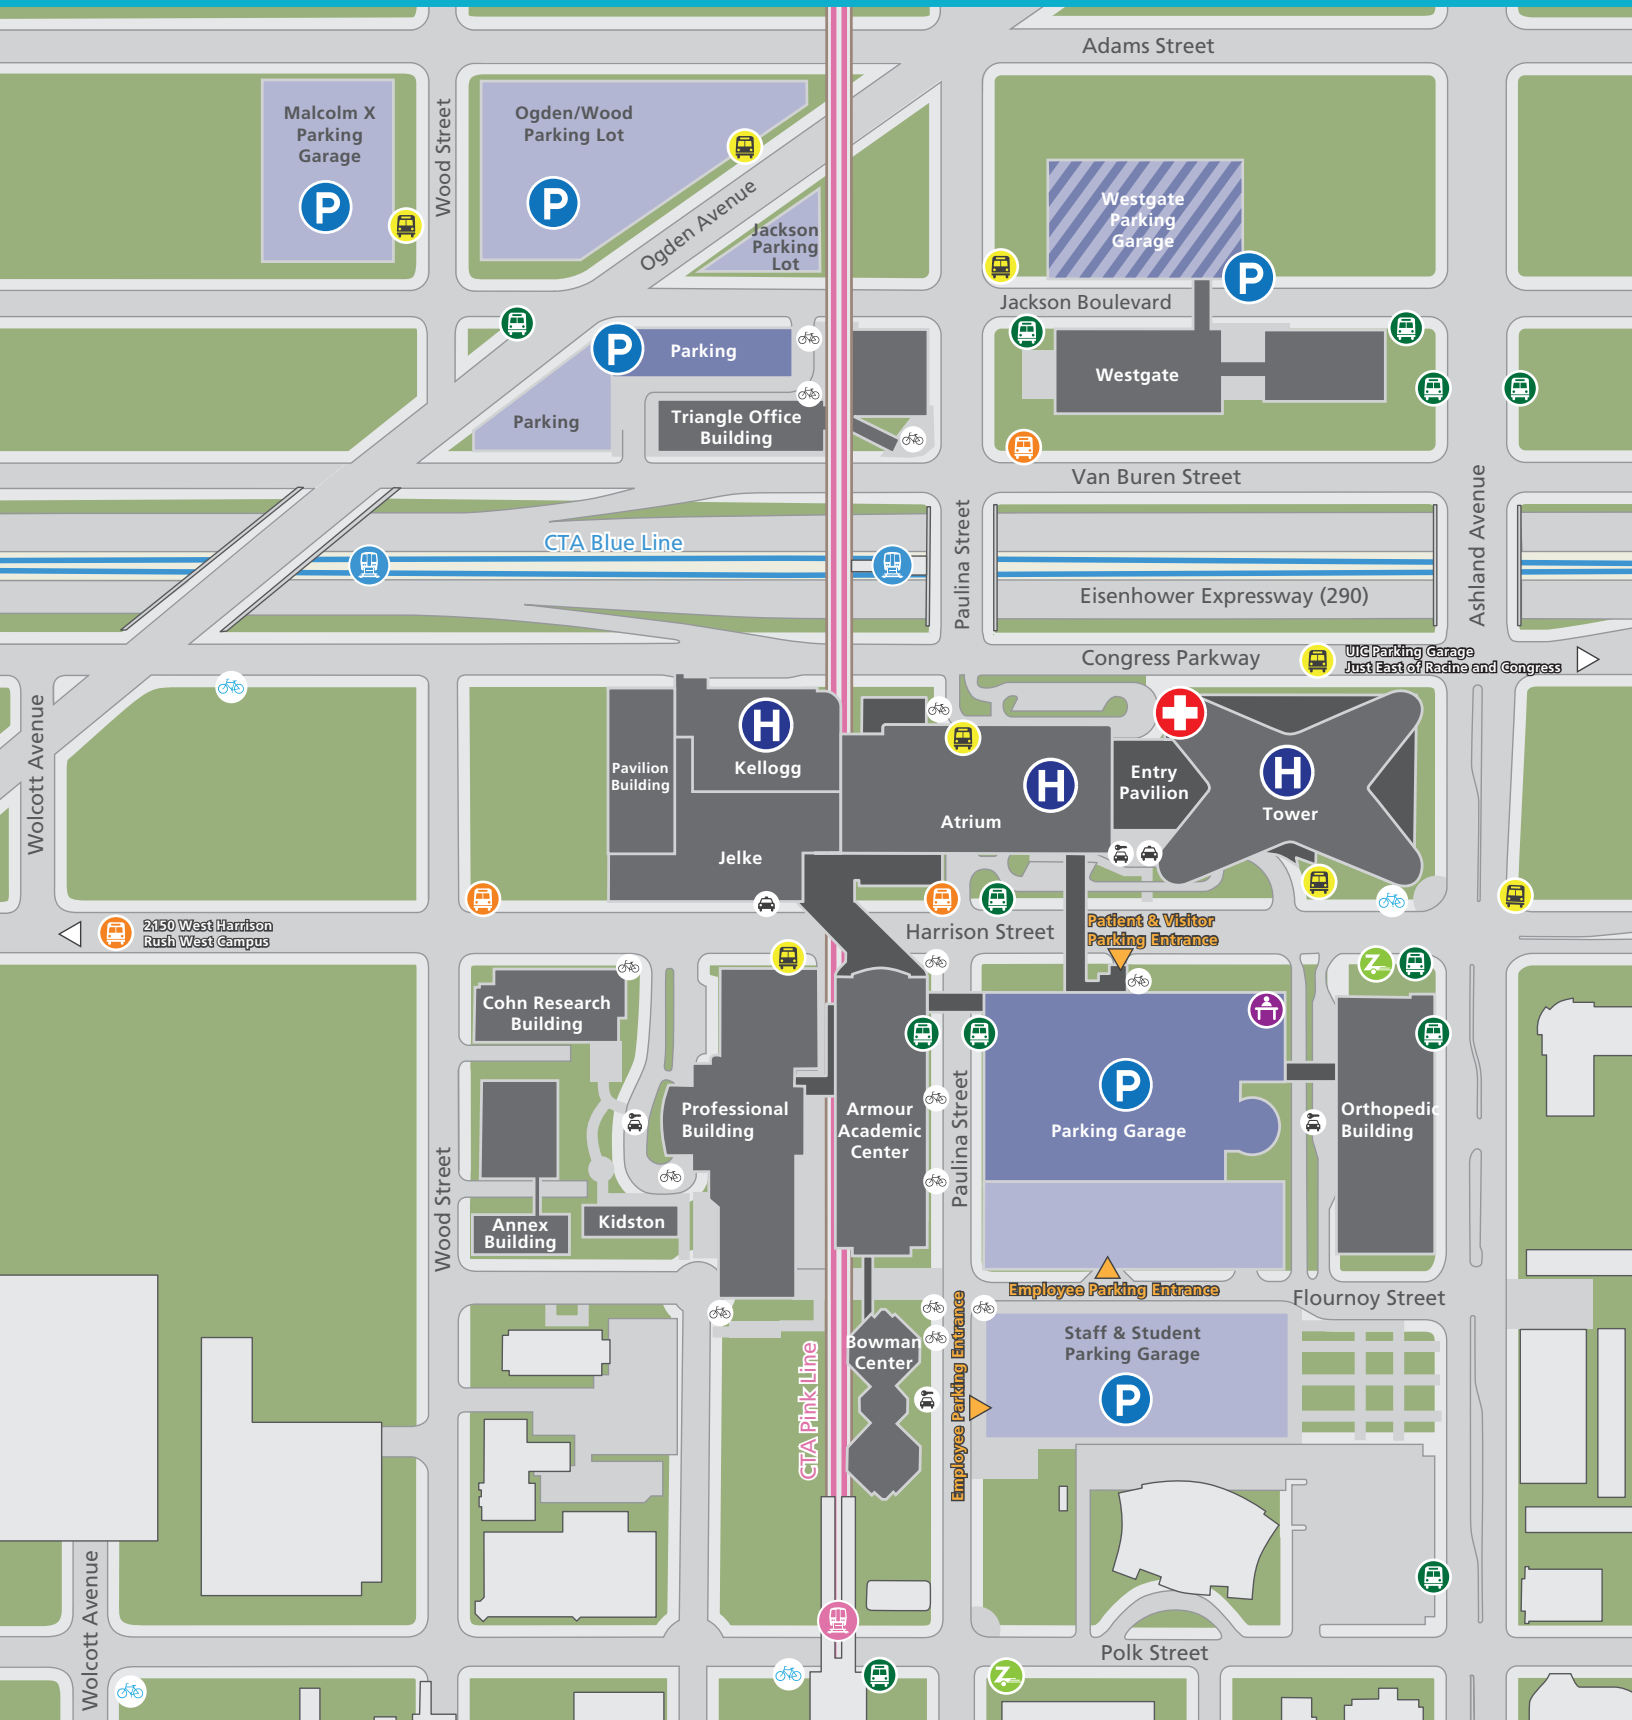 Adams Street
Malcolm X
Parking
Garage
P
Wood Street
Ogden/Wood
Parking Lot
P
Ogden Avenue
Jackson
Parking
Lot
Westgate
Parking
Garage
P
Jackson Boulevard
P
Parking
Parking
Triangle Office
Building
Westgate
Van Buren Street
CTA Blue Line
Paulina Street
Eisenhower Expressway (290)
Ashland Avenue
Congress Parkway
UIC Parking Garage
Just East of Racine and Congress
Wolcott Avenue
Pavilion
Building
H
Kellogg
Jelke
H
Atrium
Entry
Pavilion
H
Tower
2150 West Harrison
Rush West Campus
Harrison Street
Patient & Visitor
Parking Entrance
Z
Cohn Research
Building
Professional
Building
Armour
Academic
Center
Paulina Street
P
Parking Garage
Orthopedic
Building
Wood Street
Annex
Building
Kidston
Employee Parking Entrance
Flournoy Street
Bowman
Center
CTA Pink Line
Employee Parking Entrance
Staff & Student
Parking Garage
P
Wolcott Avenue
Polk Street
Z